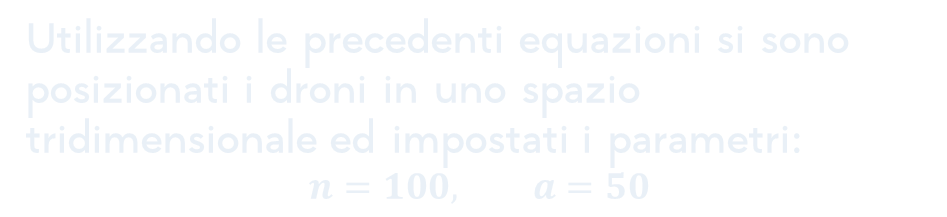 Utilizzando le precedenti equazioni si sono
posizionati i droni in uno spazio
tridimensionale ed impostati i parametri:
n = 100, a = 50